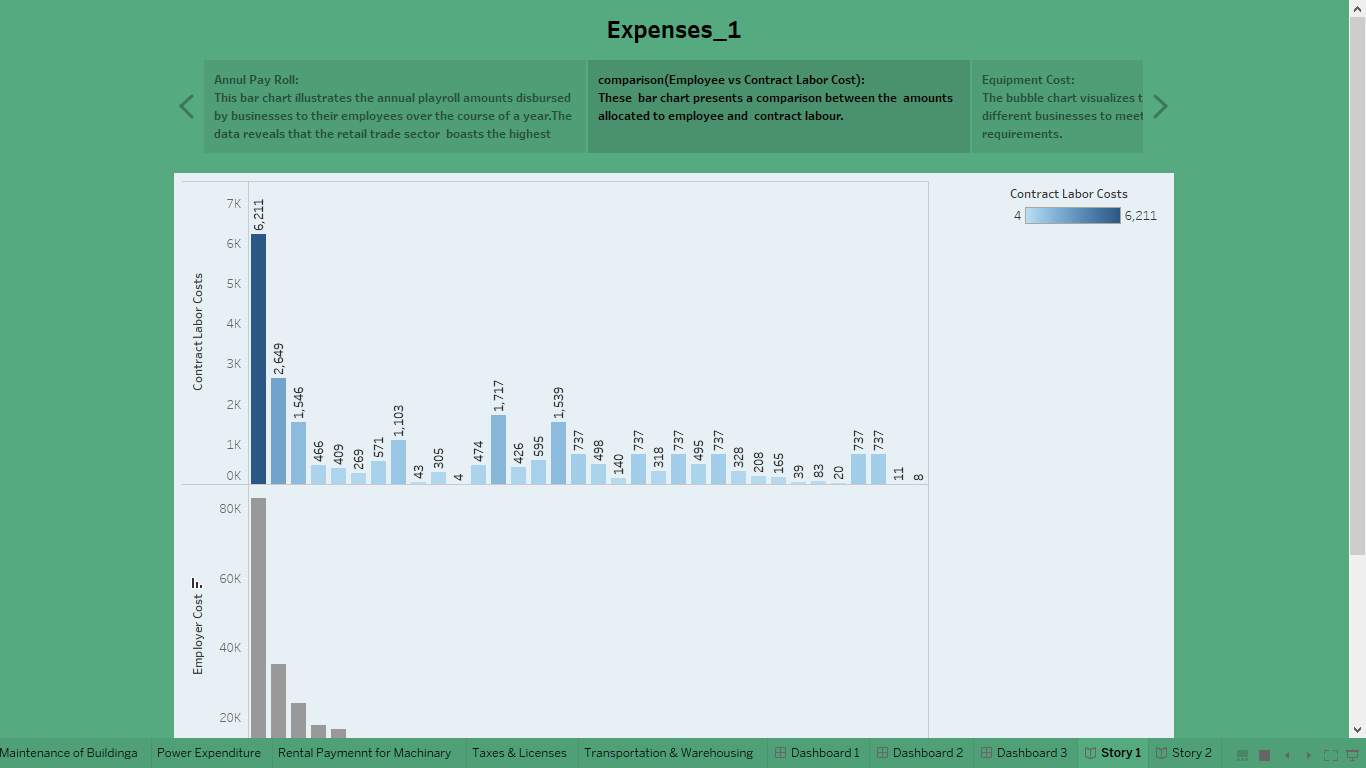 Expenses_1
Annul Pay Roll:
This bar chart illustrates the annual playroll amounts disbursed
by businesses to their employees over the course of a year.The
data reveals that the retail trade sector  boasts the highest
comparison(Employee vs Contract Labor Cost):
These  bar chart presents a comparison between the  amounts
allocated to employee and  contract labour.
Equipment Cost:
The bubble chart visualizes t
different businesses to meet
requirements.
Contract Labor Costs
4 6,211
Contract Labor Costs
7K
6K
5K
4K
3K
2K
1K
0K
6,211
2,649
1,546
466
409
269
571
1,103
43
305
4
474
1,717
426
595
1,539
737
498
140
737
318
737
495
737
328
208
165
39
83
20
737
737
11
8
Employer Cost
80K
60K
40K
20K
Maintenance of Buildinga
Power Expenditure
Rental Paymennt for Machinary
Taxes & Licenses
Transportation & Warehousing
Dashboard 1
Dashboard 2
Dashboard 3
Story 1
Story 2